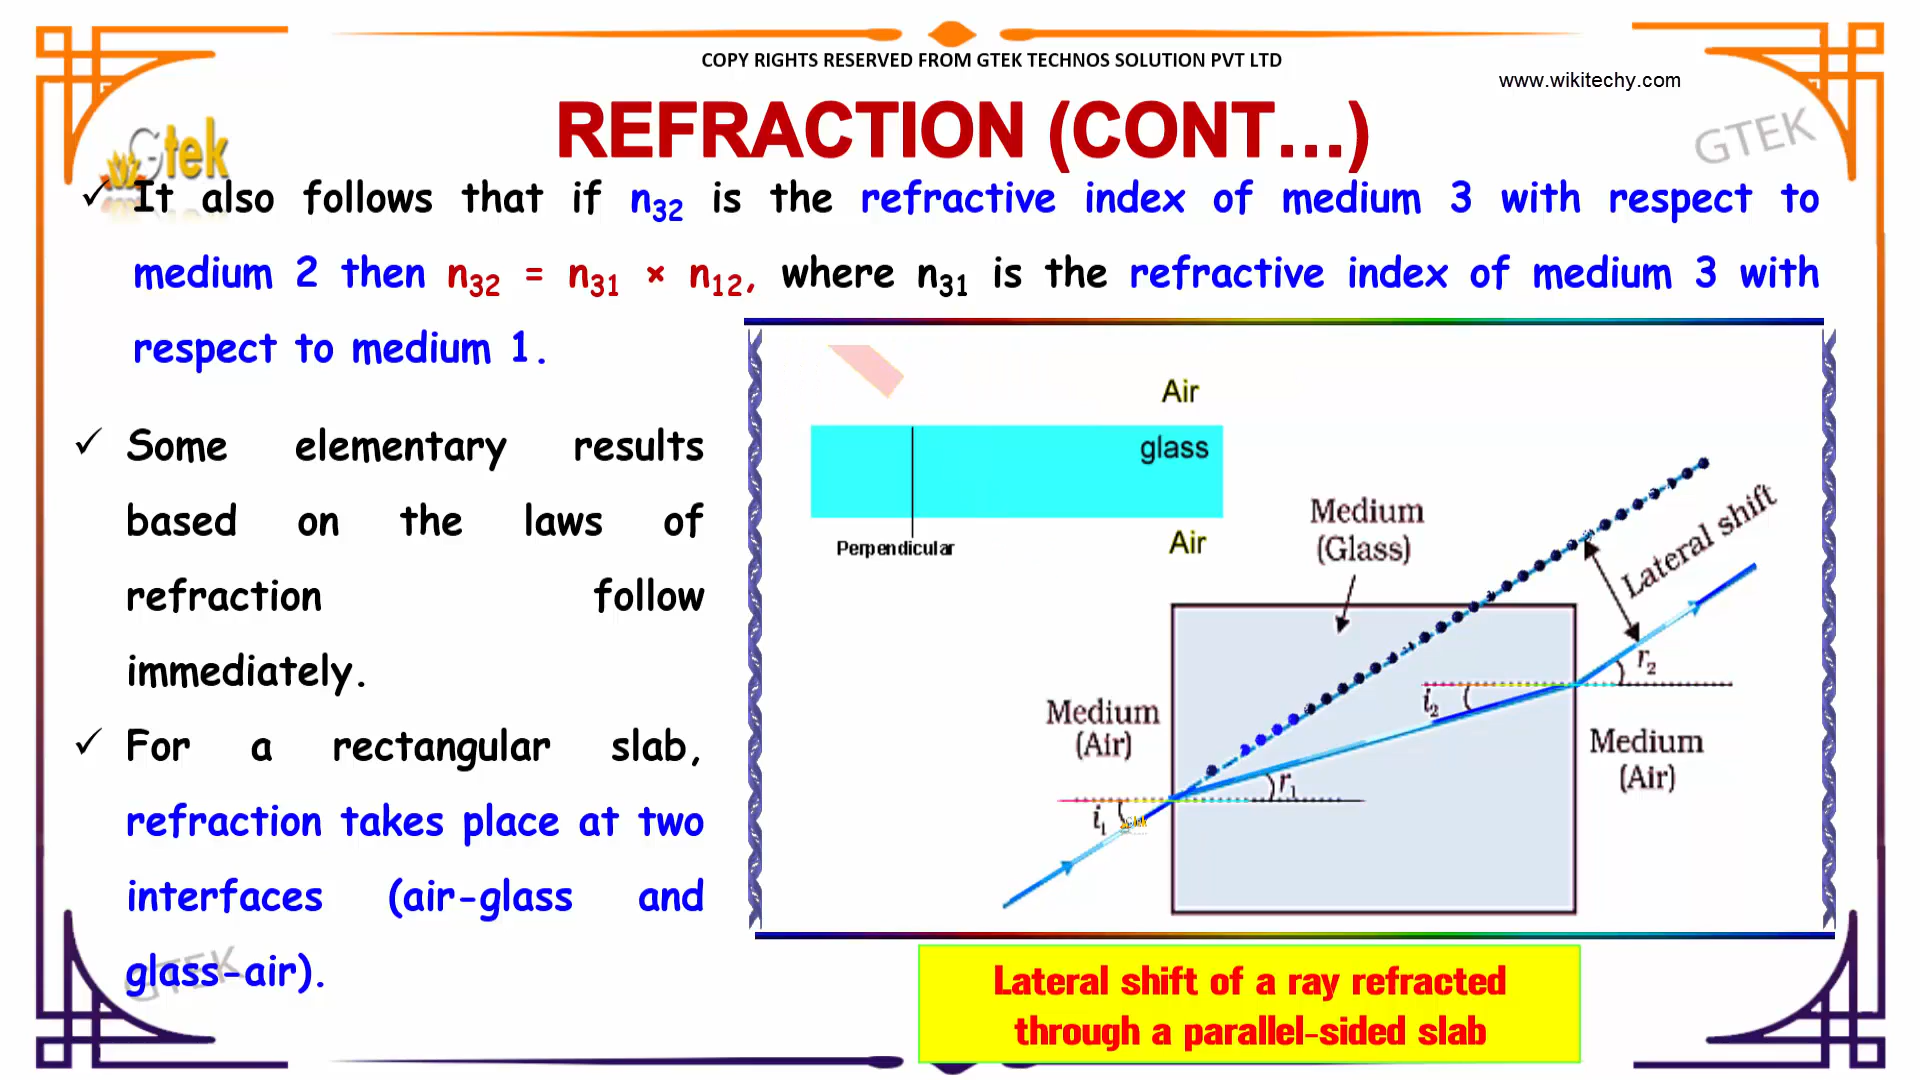 COPY RIGHTS RESERVED FROM GTEK TECHNOS SOLUTION PVT LTD
www.wikitechy.com
REFRACTION (CONT...)
GTEK
Gtek
✓ It also follows that if n32 is the refractive index of medium 3 with respect to
medium 2 then n32 = n31 × n12, where n31 is the refractive index of medium 3 with
respect to medium 1.
✓ Some elementary results
based on the laws of
refraction follow
immediately.
✓ For a rectangular slab,
refraction takes place at two
interfaces (air-glass and
glass-air).
GTEK
Air
glass
Perpendicular
Air
Medium
(Glass)
Lateral shift
r2
i2
Medium
(Air)
Medium
(Air)
r1
i1
Gtek
Lateral shift of a ray refracted
through a parallel-sided slab